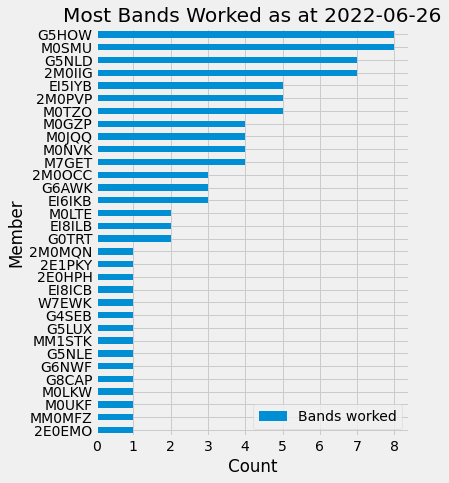 Most Bands Worked as at 2022-06-26
Member
G5HOW
M0SMU
G5NLD
2M0IIG
EI5IYB
2M0PVP
M0TZO
M0GZP
M0JQQ
M0NVK
M7GET
2M0OCC
G6AWK
EI6IKB
M0LTE
EI8ILB
G0TRT
2M0MQN
2E1PKY
2E0HPH
EI8ICB
W7EWK
G4SEB
G5LUX
MM1STK
G5NLE
G6NWF
G8CAP
M0LKW
M0UKF
MM0MFZ
2E0EMO
Bands worked
0 1 2 3 4 5 6 7 8
Count